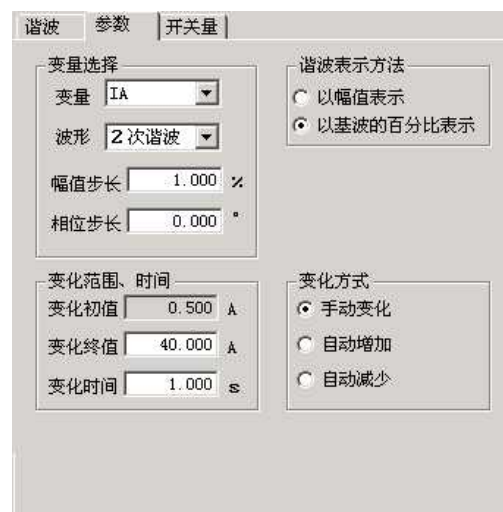 谐波 参数 开关量
变量选择
变量 IA
波形 2次谐波
幅值步长 1.000 %
相位步长 0.000 °
谐波表示方法
以幅值表示
以基波的百分比表示
变化范围、时间
变化初值 0.500 A
变化终值 40.000 A
变化时间 1.000 s
变化方式
手动变化
自动增加
自动减少